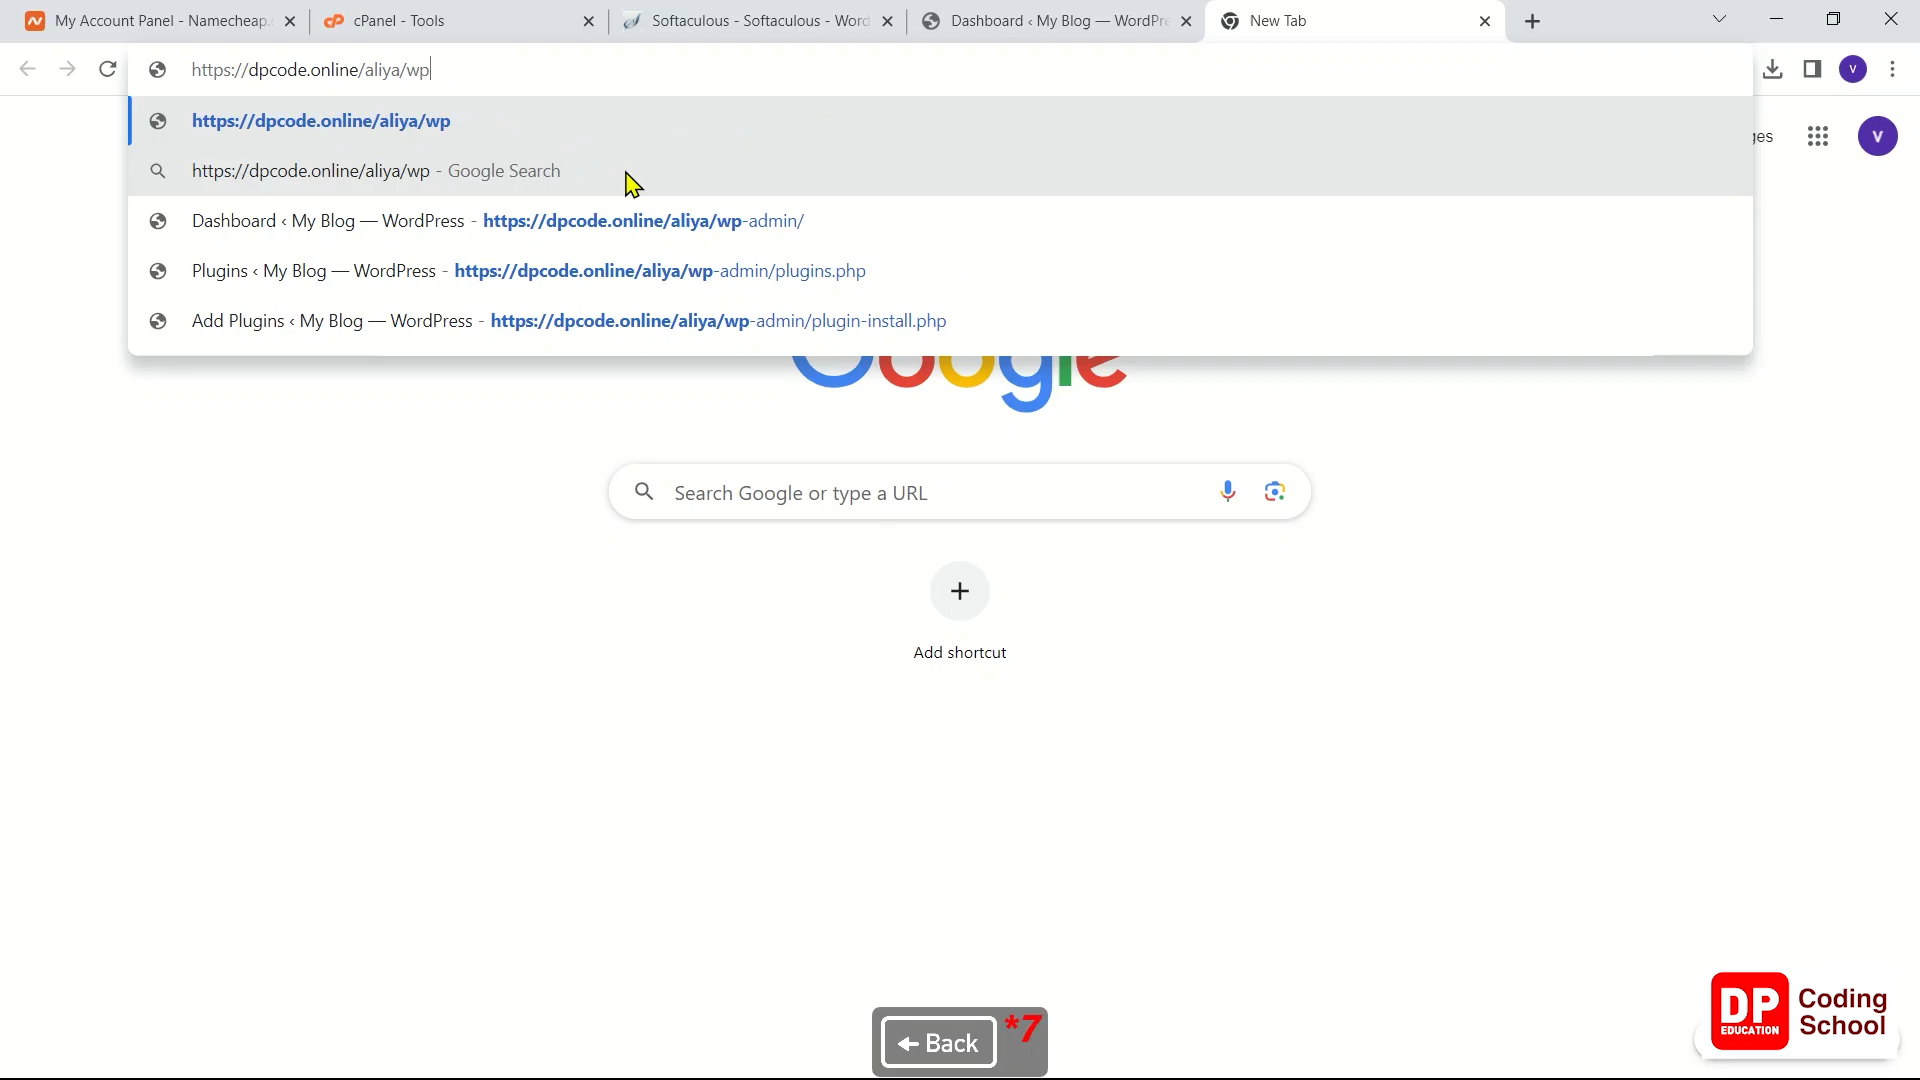 My Account Panel - Namecheap.
cPanel - Tools
Softaculous - Softaculous - Word
Dashboard ‹ My Blog — WordPre
New Tab
https://dpcode.online/aliya/wp
V
https://dpcode.online/aliya/wp
https://dpcode.online/aliya/wp - Google Search
Dashboard ‹ My Blog — WordPress - https://dpcode.online/aliya/wp-admin/
Plugins ‹ My Blog — WordPress - https://dpcode.online/aliya/wp-admin/plugins.php
Add Plugins ‹ My Blog — WordPress - https://dpcode.online/aliya/wp-admin/plugin-install.php
ges
V
Google
Search Google or type a URL
Add shortcut
← Back *7
DP
EDUCATION
Coding
School